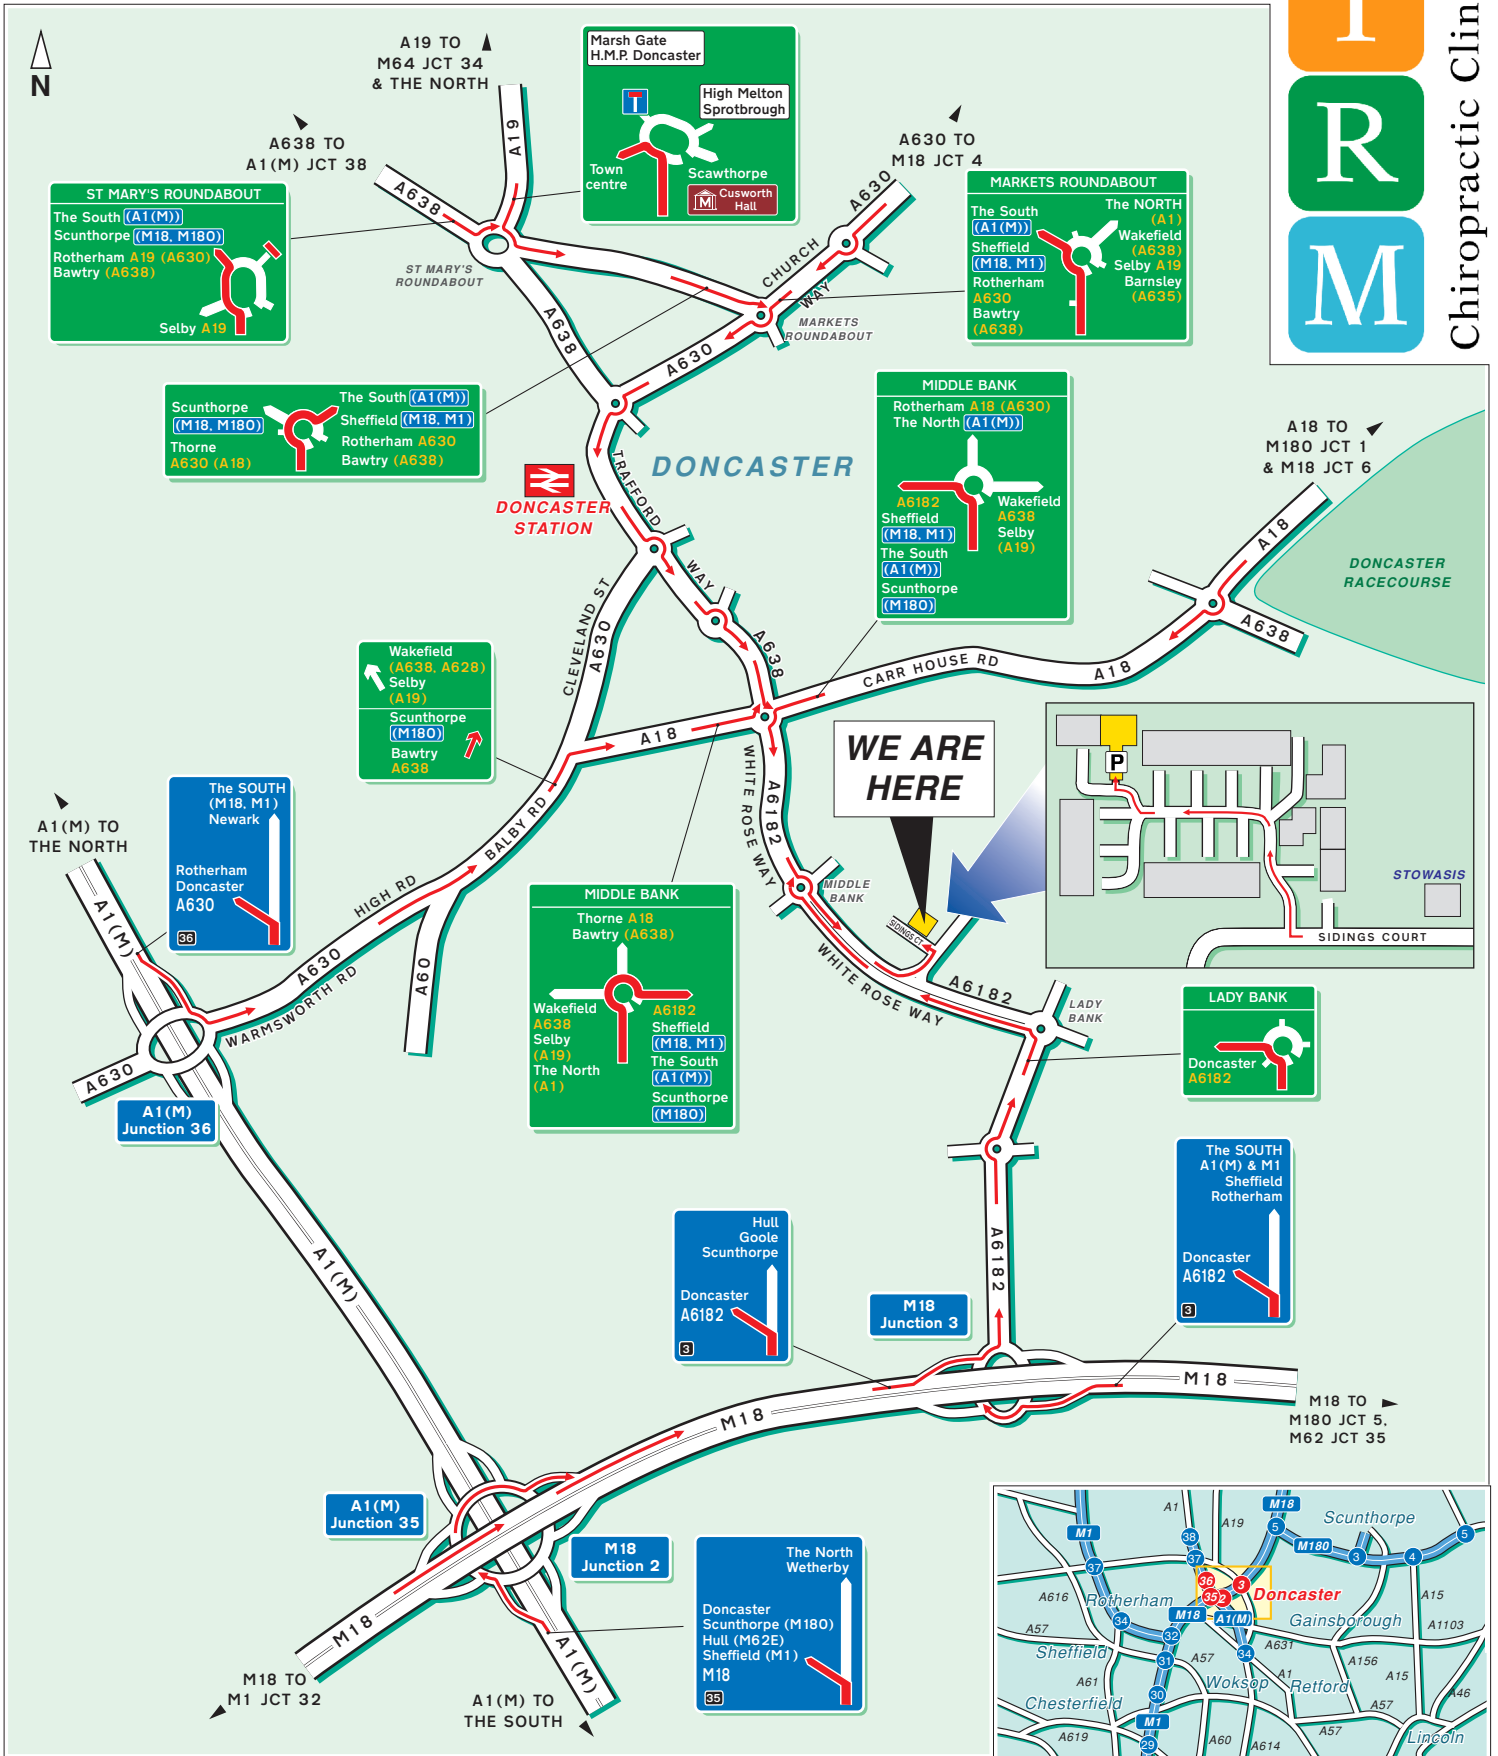 N
A19 TO
M64 JCT 34
& THE NORTH
A638 TO
A1(M) JCT 38
A19
A638
Marsh Gate
H.M.P. Doncaster
High Melton
Sprotbrough
T
Town
centre
Scawthorpe
M
Cusworth
Hall
A630 TO
M18 JCT 4
A630
I
R
M
Chiropractic Clin
ST MARY'S ROUNDABOUT
The South (A1(M))
Scunthorpe (M18, M180)
Rotherham A19 (A630)
Bawtry (A638)
Selby A19
ST MARY'S
ROUNDABOUT
MARKETS ROUNDABOUT
The South
(A1(M))
Sheffield
(M18, M1)
Rotherham
A630
Bawtry
(A638)
The NORTH
(A1)
Wakefield
(A638)
Selby A19
Barnsley
(A635)
CHURCH
WAY
MARKETS
ROUNDABOUT
A638
A630
Scunthorpe
(M18, M180)
Thorne
A630 (A18)
The South (A1(M))
Sheffield (M18, M1)
Rotherham A630
Bawtry (A638)
DONCASTER
DONCASTER
STATION
TRAFFORD
WAY
MIDDLE BANK
Rotherham A18 (A630)
The North (A1(M))
A6182
Sheffield
(M18, M1)
The South
(A1(M))
Scunthorpe
(M180)
Wakefield
A638
Selby
(A19)
A18 TO
M180 JCT 1
& M18 JCT 6
A18
DONCASTER
RACECOURSE
A638
CLEVELAND ST
A630
A638
CARR HOUSE RD
A18
Wakefield
(A638, A628)
Selby
(A19)
Scunthorpe
(M180)
Bawtry
A638
A18
WHITE ROSE WAY
A6182
WE ARE
HERE
P
STOWASIS
SIDINGS COURT
A1(M) TO
THE NORTH
The SOUTH
(M18, M1)
Newark
Rotherham
Doncaster
A630
36
A1(M)
BALBY RD
HIGH RD
A630
WARMSWORTH RD
A60
A630
A1(M)
Junction 36
MIDDLE BANK
Thorne A18
Bawtry (A638)
Wakefield
A638
Selby
(A19)
The North
(A1)
A6182
Sheffield
(M18, M1)
The South
(A1(M))
Scunthorpe
(M180)
MIDDLE
BANK
SIDINGS CT
WHITE ROSE WAY
A6182
LADY
BANK
LADY BANK
Doncaster
A6182
The SOUTH
A1(M) & M1
Sheffield
Rotherham
Doncaster
A6182
3
Hull
Goole
Scunthorpe
Doncaster
A6182
3
A6182
M18
Junction 3
A1(M)
M18
M18
M18 TO
M180 JCT 5,
M62 JCT 35
A1(M)
Junction 35
M18
Junction 2
The North
Wetherby
Doncaster
Scunthorpe (M180)
Hull (M62E)
Sheffield (M1)
M18
35
M18
A1(M)
M18 TO
M1 JCT 32
A1(M) TO
THE SOUTH
A1
M18
A19
Scunthorpe
M1
38
5
5
M180
37
37
3
4
36
3
35
2
Doncaster
A616
Rotherham
A15
34
M18
A1(M)
Gainsborough
A1103
A57
32
A631
Sheffield
31
A57
34
A156
A61
A1
A15
Woksop
Retford
Chesterfield
30
A57
A46
M1
A619
29
A60
A614
A57
Lincoln